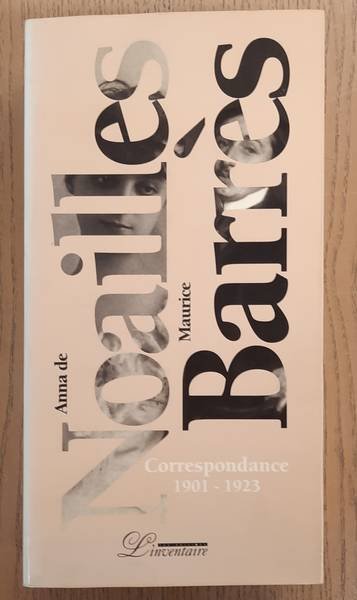 Anna de
Noailles
Maurice
Barrès
Correspondance
1901 - 1923
L'inventaire